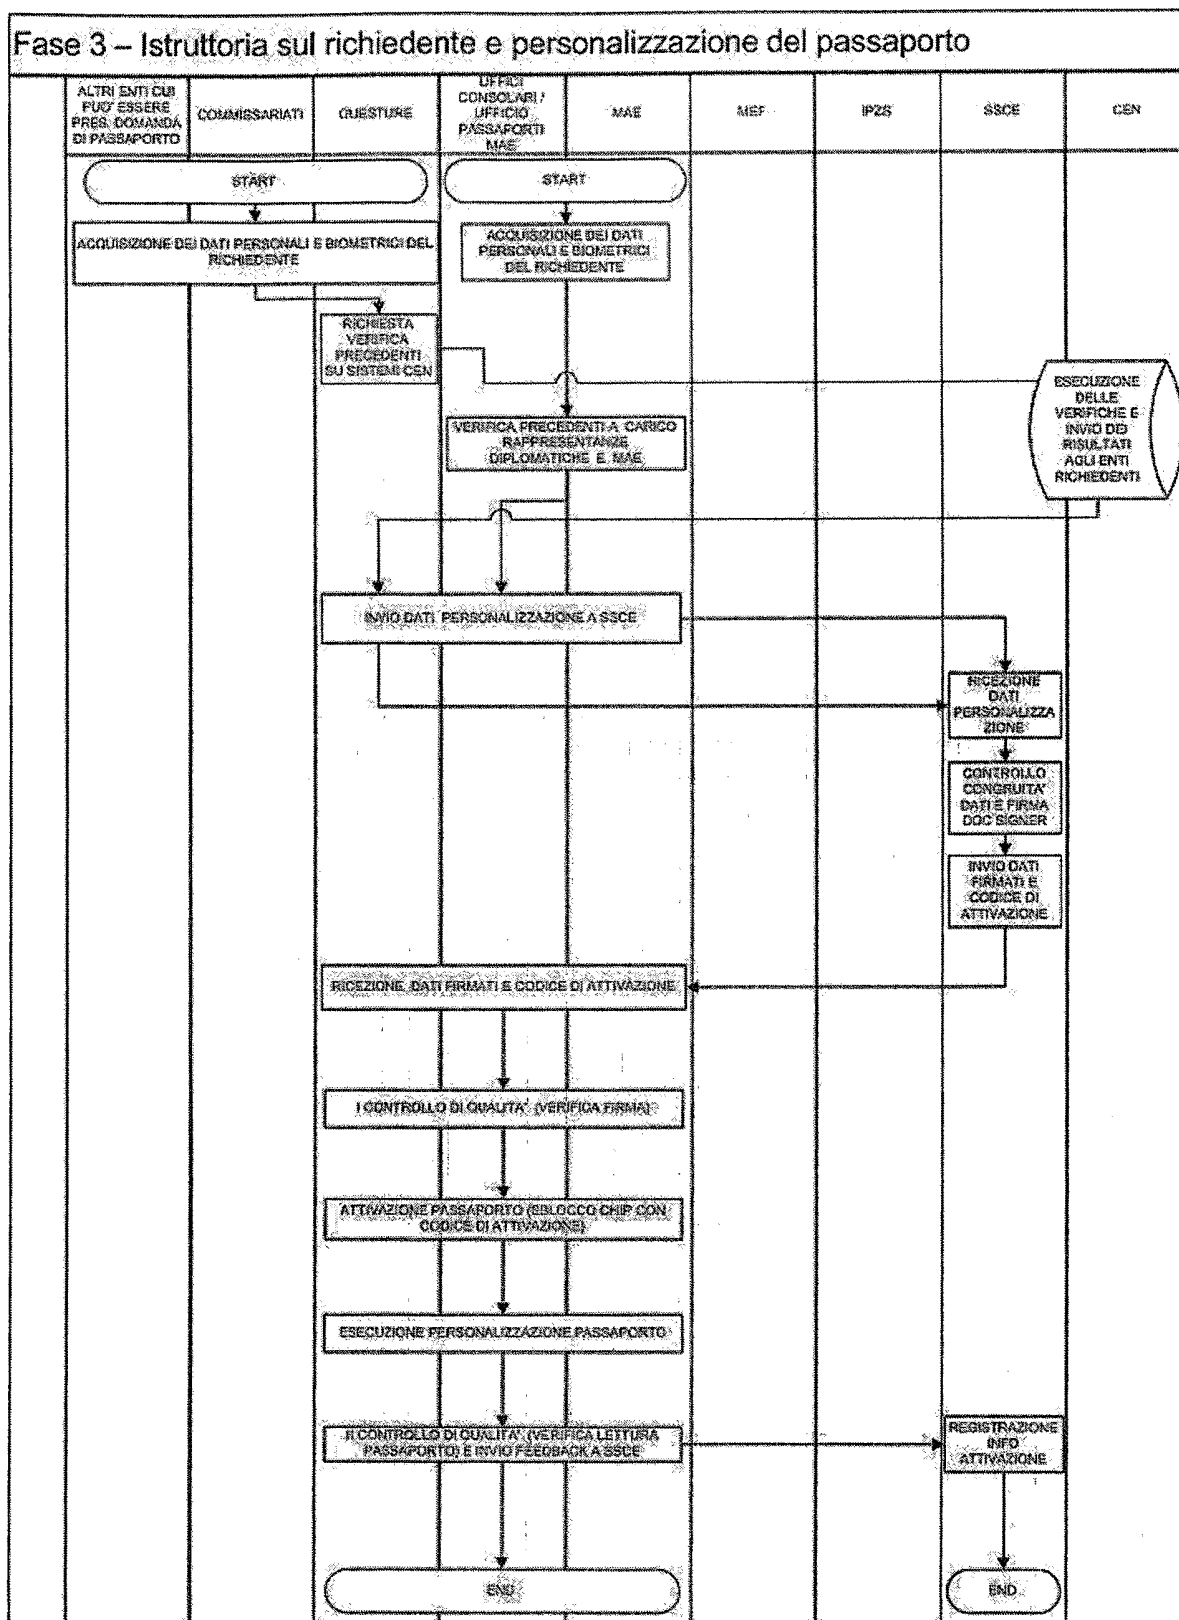 Fase 3 – Istruttoria sul richiedente e personalizzazione del passaporto
ALTRI ENTI CUI
PUO' ESSERE
PRES. DOMANDA
DI PASSAPORTO
COMMISSARIATI
QUESTURE
UFFICI
CONSOLARI /
UFFICIO
PASSAPORTI
MAE
MAE
MEF
IPZS
SSCE
CEN
START
START
ACQUISIZIONE DEI DATI PERSONALI E BIOMETRICI DEL
RICHIEDENTE
ACQUISIZIONE DEI DATI
PERSONALI E BIOMETRICI
DEL RICHIEDENTE
RICHIESTA
VERIFICA
PRECEDENTI
SU SISTEMI CEN
ESECUZIONE
DELLE
VERIFICHE E
INVIO DEI
RISULTATI
AGLI ENTI
RICHIEDENTI
VERIFICA PRECEDENTI A CARICO
RAPPRESENTANZE
DIPLOMATICHE E MAE
INVIO DATI PERSONALIZZAZIONE A SSCE
RICEZIONE
DATI
PERSONALIZZA
ZIONE
CONTROLLO
CONGRUITA'
DATI E FIRMA
DOC SIGNER
INVIO DATI
FIRMATI E
CODICE DI
ATTIVAZIONE
RICEZIONE DATI FIRMATI E CODICE DI ATTIVAZIONE
I CONTROLLO DI QUALITA' (VERIFICA FIRMA)
ATTIVAZIONE PASSAPORTO (SBLOCCO CHIP CON
CODICE DI ATTIVAZIONE)
ESECUZIONE PERSONALIZZAZIONE PASSAPORTO
II CONTROLLO DI QUALITA' (VERIFICA LETTURA
PASSAPORTO) E INVIO FEEDBACK A SSCE
REGISTRAZIONE
INFO
ATTIVAZIONE
END
END